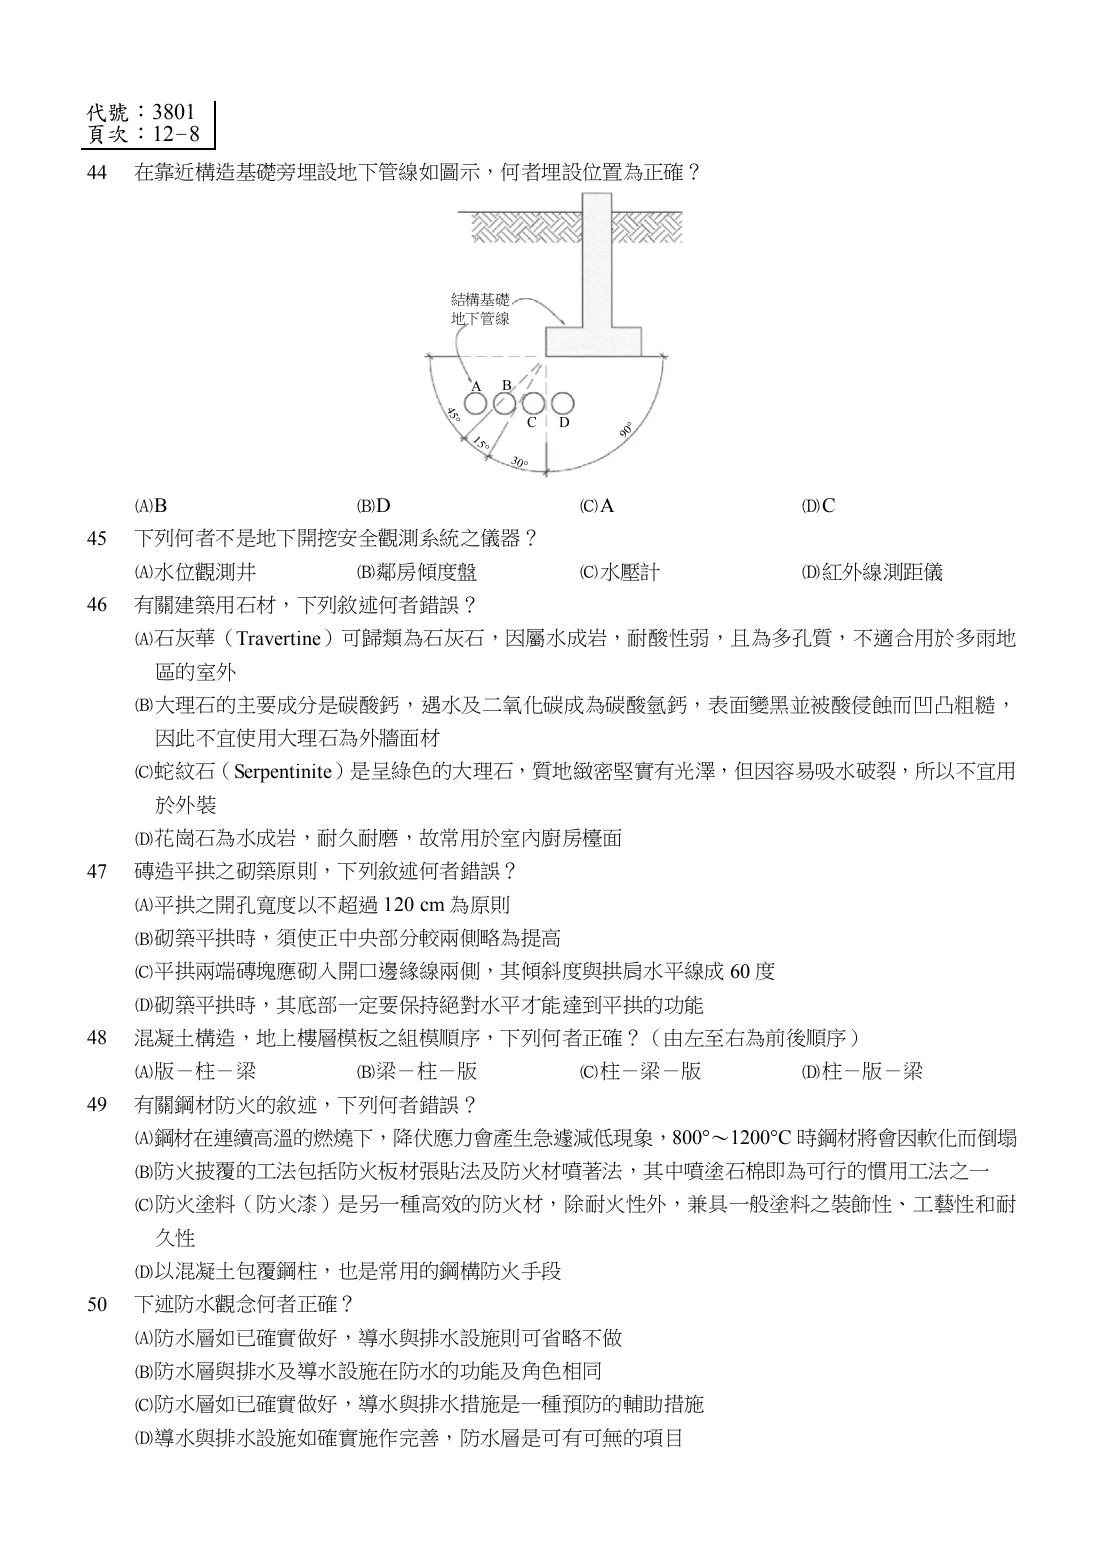 代號：3801
頁次：12－8
44 在靠近構造基礎旁埋設地下管線如圖示，何者埋設位置為正確？
結構基礎
地下管線
A B
C D
45°
15°
30°
90°
(A)B (B)D (C)A (D)C
45 下列何者不是地下開挖安全觀測系統之儀器？
(A)水位觀測井 (B)鄰房傾度盤 (C)水壓計 (D)紅外線測距儀
46 有關建築用石材，下列敘述何者錯誤？
(A)石灰華（Travertine）可歸類為石灰石，因屬水成岩，耐酸性弱，且為多孔質，不適合用於多雨地
區的室外
(B)大理石的主要成分是碳酸鈣，遇水及二氧化碳成為碳酸氫鈣，表面變黑並被酸侵蝕而凹凸粗糙，
因此不宜使用大理石為外牆面材
(C)蛇紋石（Serpentinite）是呈綠色的大理石，質地緻密堅實有光澤，但因容易吸水破裂，所以不宜用
於外裝
(D)花崗石為水成岩，耐久耐磨，故常用於室內廚房檯面
47 磚造平拱之砌築原則，下列敘述何者錯誤？
(A)平拱之開孔寬度以不超過 120 cm 為原則
(B)砌築平拱時，須使正中央部分較兩側略為提高
(C)平拱兩端磚塊應砌入開口邊緣線兩側，其傾斜度與拱肩水平線成 60 度
(D)砌築平拱時，其底部一定要保持絕對水平才能達到平拱的功能
48 混凝土構造，地上樓層模板之組模順序，下列何者正確？（由左至右為前後順序）
(A)版－柱－梁 (B)梁－柱－版 (C)柱－梁－版 (D)柱－版－梁
49 有關鋼材防火的敘述，下列何者錯誤？
(A)鋼材在連續高溫的燃燒下，降伏應力會產生急遽減低現象，800°～1200°C 時鋼材將會因軟化而倒塌
(B)防火披覆的工法包括防火板材張貼法及防火材噴著法，其中噴塗石棉即為可行的慣用工法之一
(C)防火塗料（防火漆）是另一種高效的防火材，除耐火性外，兼具一般塗料之裝飾性、工藝性和耐
久性
(D)以混凝土包覆鋼柱，也是常用的鋼構防火手段
50 下述防水觀念何者正確？
(A)防水層如已確實做好，導水與排水設施則可省略不做
(B)防水層與排水及導水設施在防水的功能及角色相同
(C)防水層如已確實做好，導水與排水措施是一種預防的輔助措施
(D)導水與排水設施如確實施作完善，防水層是可有可無的項目